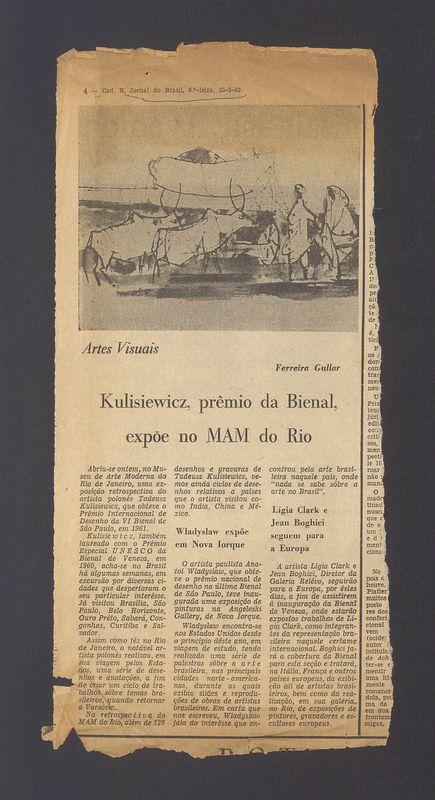 4 — Cad. B, Jornal do Brasil, 6.ª-feira, 25-5-62
Artes Visuais
Ferreira Gullar
Kulisiewicz, prêmio da Bienal,
expõe no MAM do Rio
Abriu-se ontem, no Mu-
seu de Arte Moderna do
Rio de Janeiro, uma ex-
posição retrospectiva do
artista polonês Tadeusz
Kulisiewicz, que obteve o
Prêmio Internacional de
Desenho da VI Bienal de
São Paulo, em 1961.
Kulisiewicz, também
laureado com o Prêmio
Especial UNESCO da
Bienal de Veneza, em
1960, acha-se no Brasil
há algumas semanas, em
excursão por diversas ci-
dades que despertaram o
seu particular interêsse.
Já visitou Brasília, São
Paulo, Belo Horizonte,
Ouro Prêto, Sabará, Con-
gonhas, Curitiba e Sal-
vador.
Assim como fêz no Rio
de Janeiro, o notável ar-
tista polonês realizou, em
sua viagem pelos Esta-
dos, uma série de dese-
nhos e anotações, a fim
de criar um ciclo de tra-
balhos sôbre temas bra-
sileiros, quando retornar
a Varsóvia.
Na retrospectiva do
MAM do Rio, além de 120
desenhos e gravuras de
Tadeusz Kulisiewicz, ve-
mos ainda ciclos de dese-
nhos relativos a países
que o artista visitou co-
mo Índia, China e Mé-
xico.
Wladyslaw expõe
em Nova Iorque
O artista paulista Ana-
tol Wladyslaw, que obte-
ve o prêmio nacional de
desenho na última Bienal
de São Paulo, teve inau-
gurada uma exposição de
pinturas na Angeleski
Gallery, de Nova Iorque.
Wladyslaw encontra-se
nos Estados Unidos desde
o princípio dêste ano, em
viagem de estudo, tendo
realizado uma série de
palestras sôbre a arte
brasileira, nas principais
cidades norte-america-
nas, durante as quais
exibiu slides e reprodu-
ções de obras de artistas
brasileiros. Em carta que
nos escreveu, Wladyslaw
fala do interêsse que en-
controu pela arte brasi-
leira naquele país, onde
"nada se sabe sôbre a
arte no Brasil".
Lígia Clark e
Jean Boghici
seguem para
a Europa
A artista Lígia Clark e
Jean Boghici, Diretor da
Galeria Relêvo, seguirão
para a Europa, por êstes
dias, a fim de assistirem
à inauguração da Bienal
de Veneza, onde estarão
expostos trabalhos de Lí-
gia Clark, como integran-
tes da representação bra-
sileira naquele certame
internacional. Boghici fa-
rá a cobertura da Bienal
para esta seção e tratará,
na Itália, França e outros
países europeus, da exibi-
ção ali de artistas brasi-
leiros, bem como da rea-
lização, em sua galeria,
no Rio, de exposições de
pintores, gravadores e es-
cultores europeus.